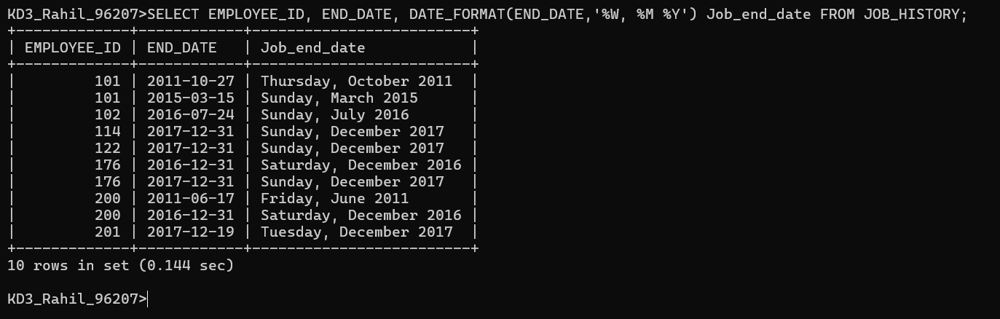 KD3_Rahil_96207>SELECT EMPLOYEE_ID, END_DATE, DATE_FORMAT(END_DATE,'%W, %M %Y') Job_end_date FROM JOB_HISTORY;
+-------------+------------+-------------------------+
| EMPLOYEE_ID | END_DATE   | Job_end_date            |
+-------------+------------+-------------------------+
|         101 | 2011-10-27 | Thursday, October 2011  |
|         101 | 2015-03-15 | Sunday, March 2015      |
|         102 | 2016-07-24 | Sunday, July 2016       |
|         114 | 2017-12-31 | Sunday, December 2017   |
|         122 | 2017-12-31 | Sunday, December 2017   |
|         176 | 2016-12-31 | Saturday, December 2016 |
|         176 | 2017-12-31 | Sunday, December 2017   |
|         200 | 2011-06-17 | Friday, June 2011       |
|         200 | 2016-12-31 | Saturday, December 2016 |
|         201 | 2017-12-19 | Tuesday, December 2017  |
+-------------+------------+-------------------------+
10 rows in set (0.144 sec)

KD3_Rahil_96207>